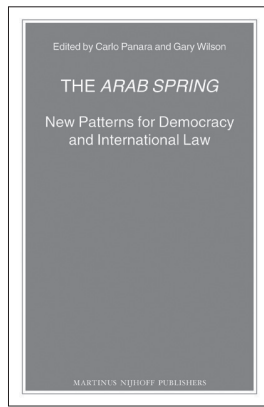 Edited by Carlo Panara and Gary Wilson
THE ARAB SPRING
New Patterns for Democracy
and International Law
MARTINUS NIJHOFF PUBLISHERS